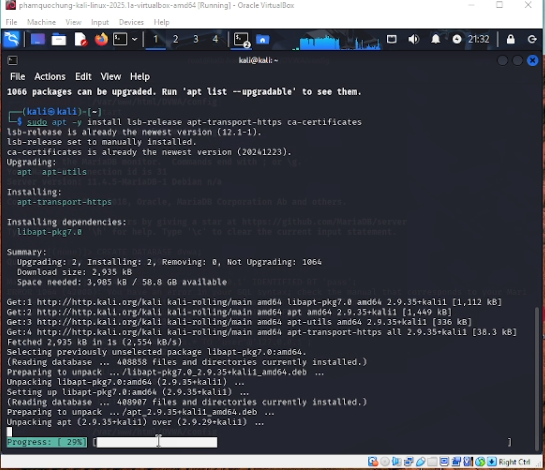 phamquochung-kali-linux-2025.1a-virtualbox-amd64 [Running] - Oracle VirtualBox
File Machine View Input Devices Help
1 2 3 4 21:32
kali@kali: ~
File Actions Edit View Help
1066 packages can be upgraded. Run 'apt list --upgradable' to see them.
(kali㉿kali)-[~]
$ sudo apt -y install lsb-release apt-transport-https ca-certificates
lsb-release is already the newest version (12.1-1).
lsb-release set to manually installed.
ca-certificates is already the newest version (20241223).
Upgrading:
apt apt-utils
Installing:
apt-transport-https
Installing dependencies:
libapt-pkg7.0
Summary:
Upgrading: 2, Installing: 2, Removing: 0, Not Upgrading: 1064
Download size: 2,935 kB
Space needed: 3,985 kB / 58.8 GB available
Get:1 http://http.kali.org/kali kali-rolling/main amd64 libapt-pkg7.0 amd64 2.9.35+kali1 [1,112 kB]
Get:2 http://http.kali.org/kali kali-rolling/main amd64 apt amd64 2.9.35+kali1 [1,449 kB]
Get:3 http://http.kali.org/kali kali-rolling/main amd64 apt-utils amd64 2.9.35+kali1 [336 kB]
Get:4 http://http.kali.org/kali kali-rolling/main amd64 apt-transport-https all 2.9.35+kali1 [38.3 kB]
Fetched 2,935 kB in 1s (2,554 kB/s)
Selecting previously unselected package libapt-pkg7.0:amd64.
(Reading database ... 408858 files and directories currently installed.)
Preparing to unpack .../libapt-pkg7.0_2.9.35+kali1_amd64.deb ...
Unpacking libapt-pkg7.0:amd64 (2.9.35+kali1) ...
Setting up libapt-pkg7.0:amd64 (2.9.35+kali1) ...
(Reading database ... 408907 files and directories currently installed.)
Preparing to unpack .../apt_2.9.35+kali1_amd64.deb ...
Unpacking apt (2.9.35+kali1) over (2.9.29+kali1) ...
Progress: [ 29%] [ ]
Right Ctrl